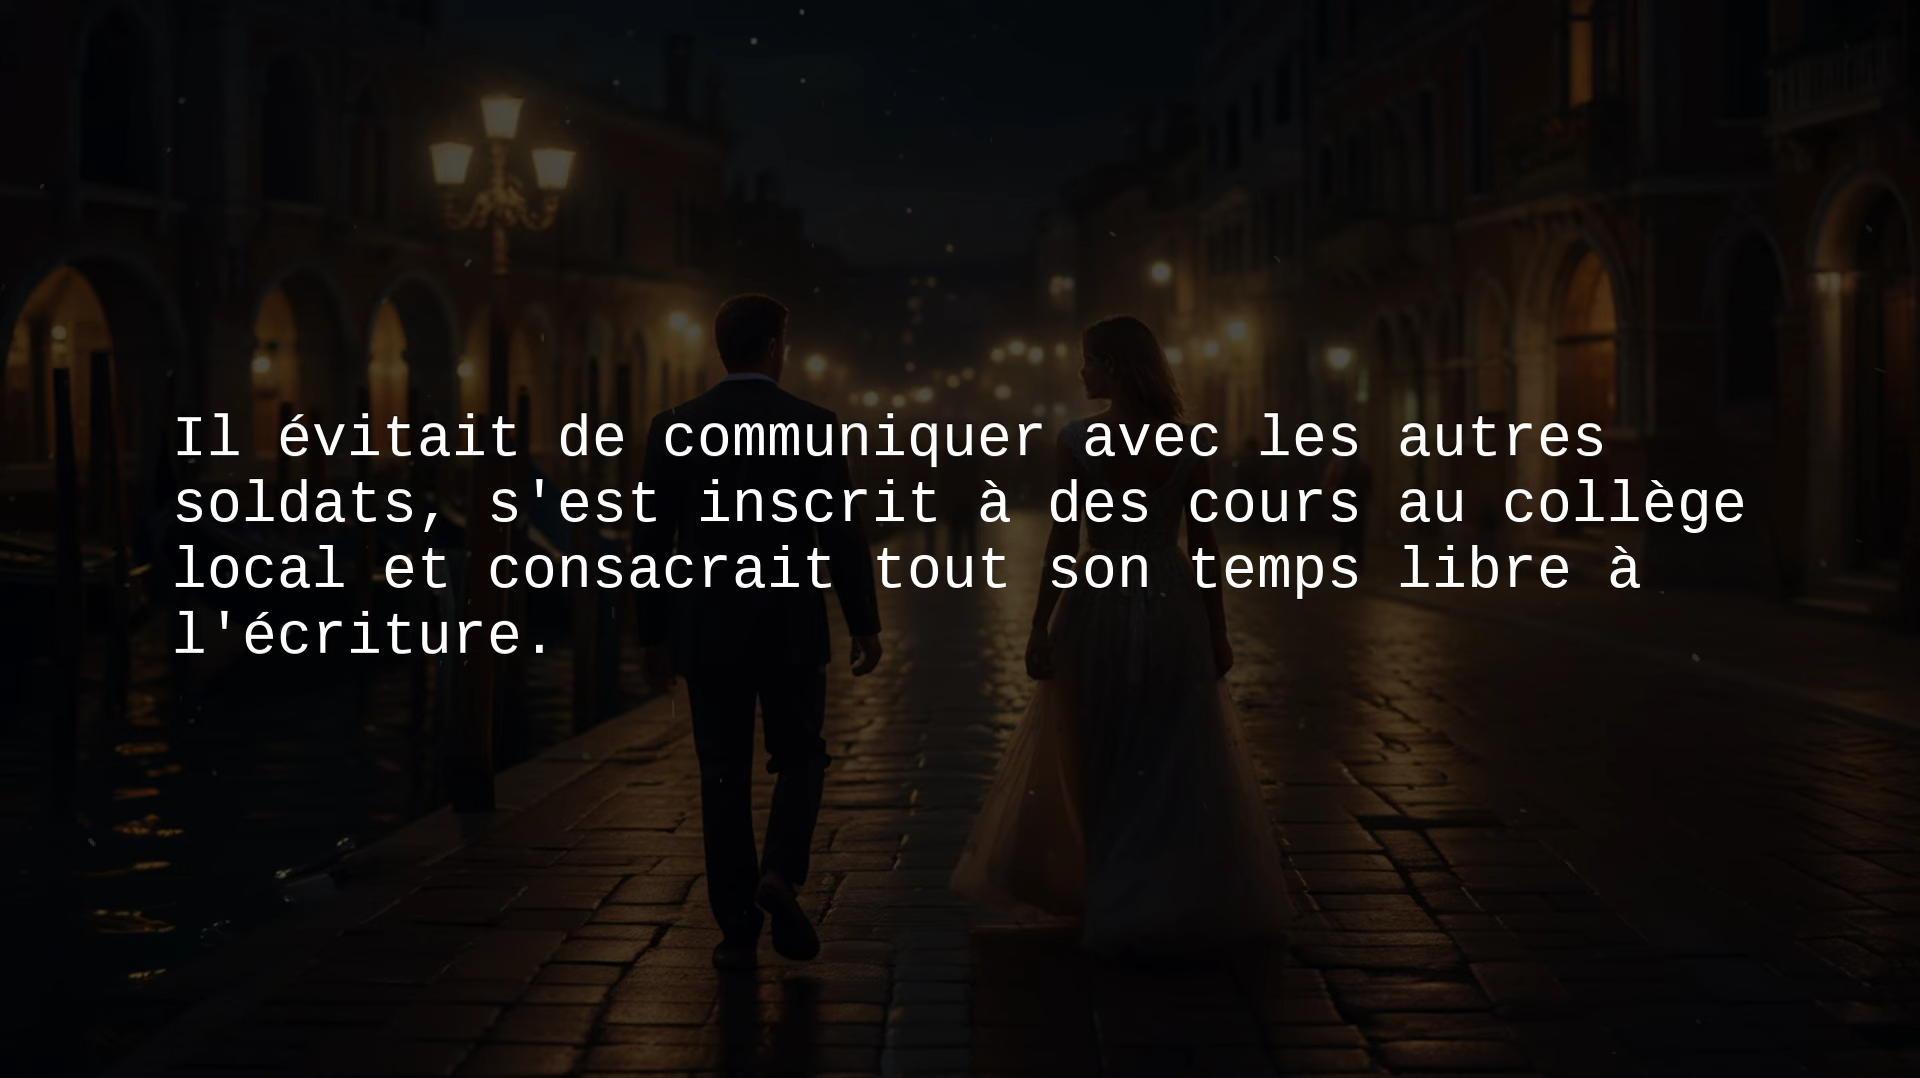 Il évitait de communiquer avec les autres
soldats, s'est inscrit à des cours au collège
local et consacrait tout son temps libre à
l'écriture.